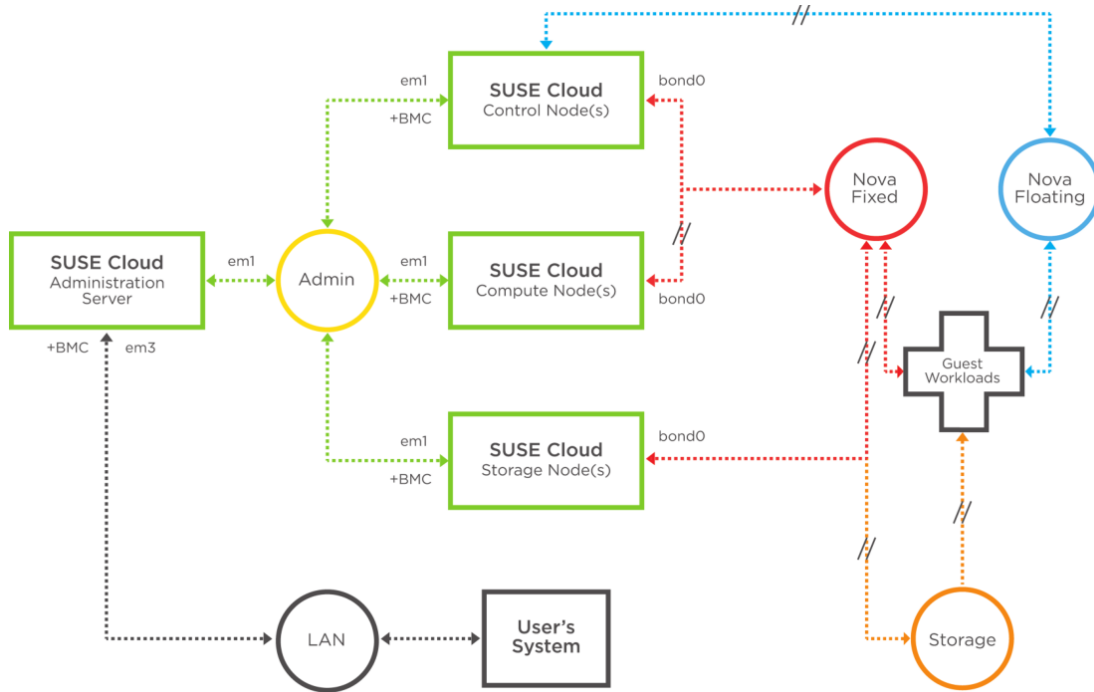 em1
+BMC
SUSE Cloud
Control Node(s)
bond0
Nova
Fixed
Nova
Floating
SUSE Cloud
Administration
Server
em1
Admin
em1
+BMC
SUSE Cloud
Compute Node(s)
bond0
+BMC
em3
Guest
Workloads
em1
+BMC
SUSE Cloud
Storage Node(s)
bond0
LAN
User's
System
Storage